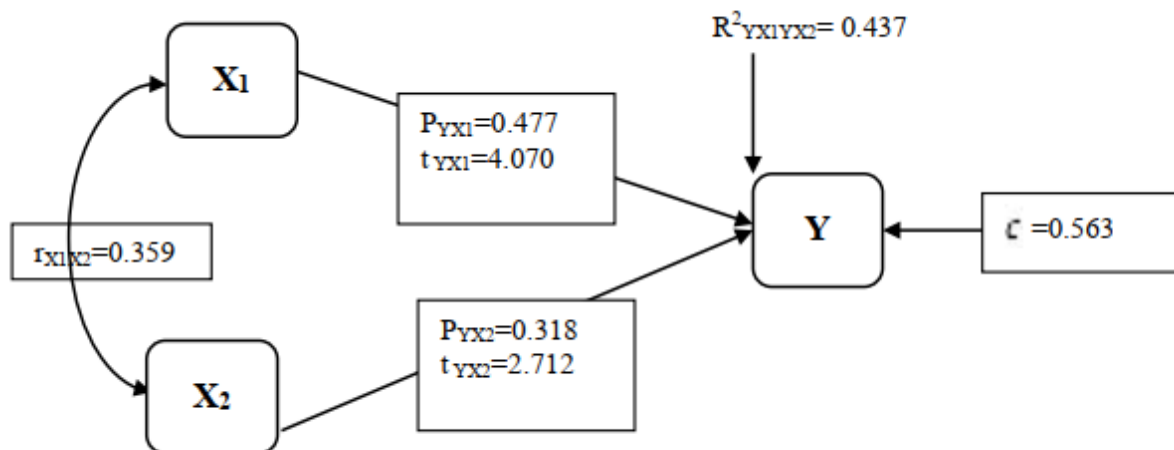 R²YX1YX2= 0.437
X1
PYX1=0.477
tYX1=4.070
Y
ε =0.563
rX1X2=0.359
PYX2=0.318
tYX2=2.712
X2